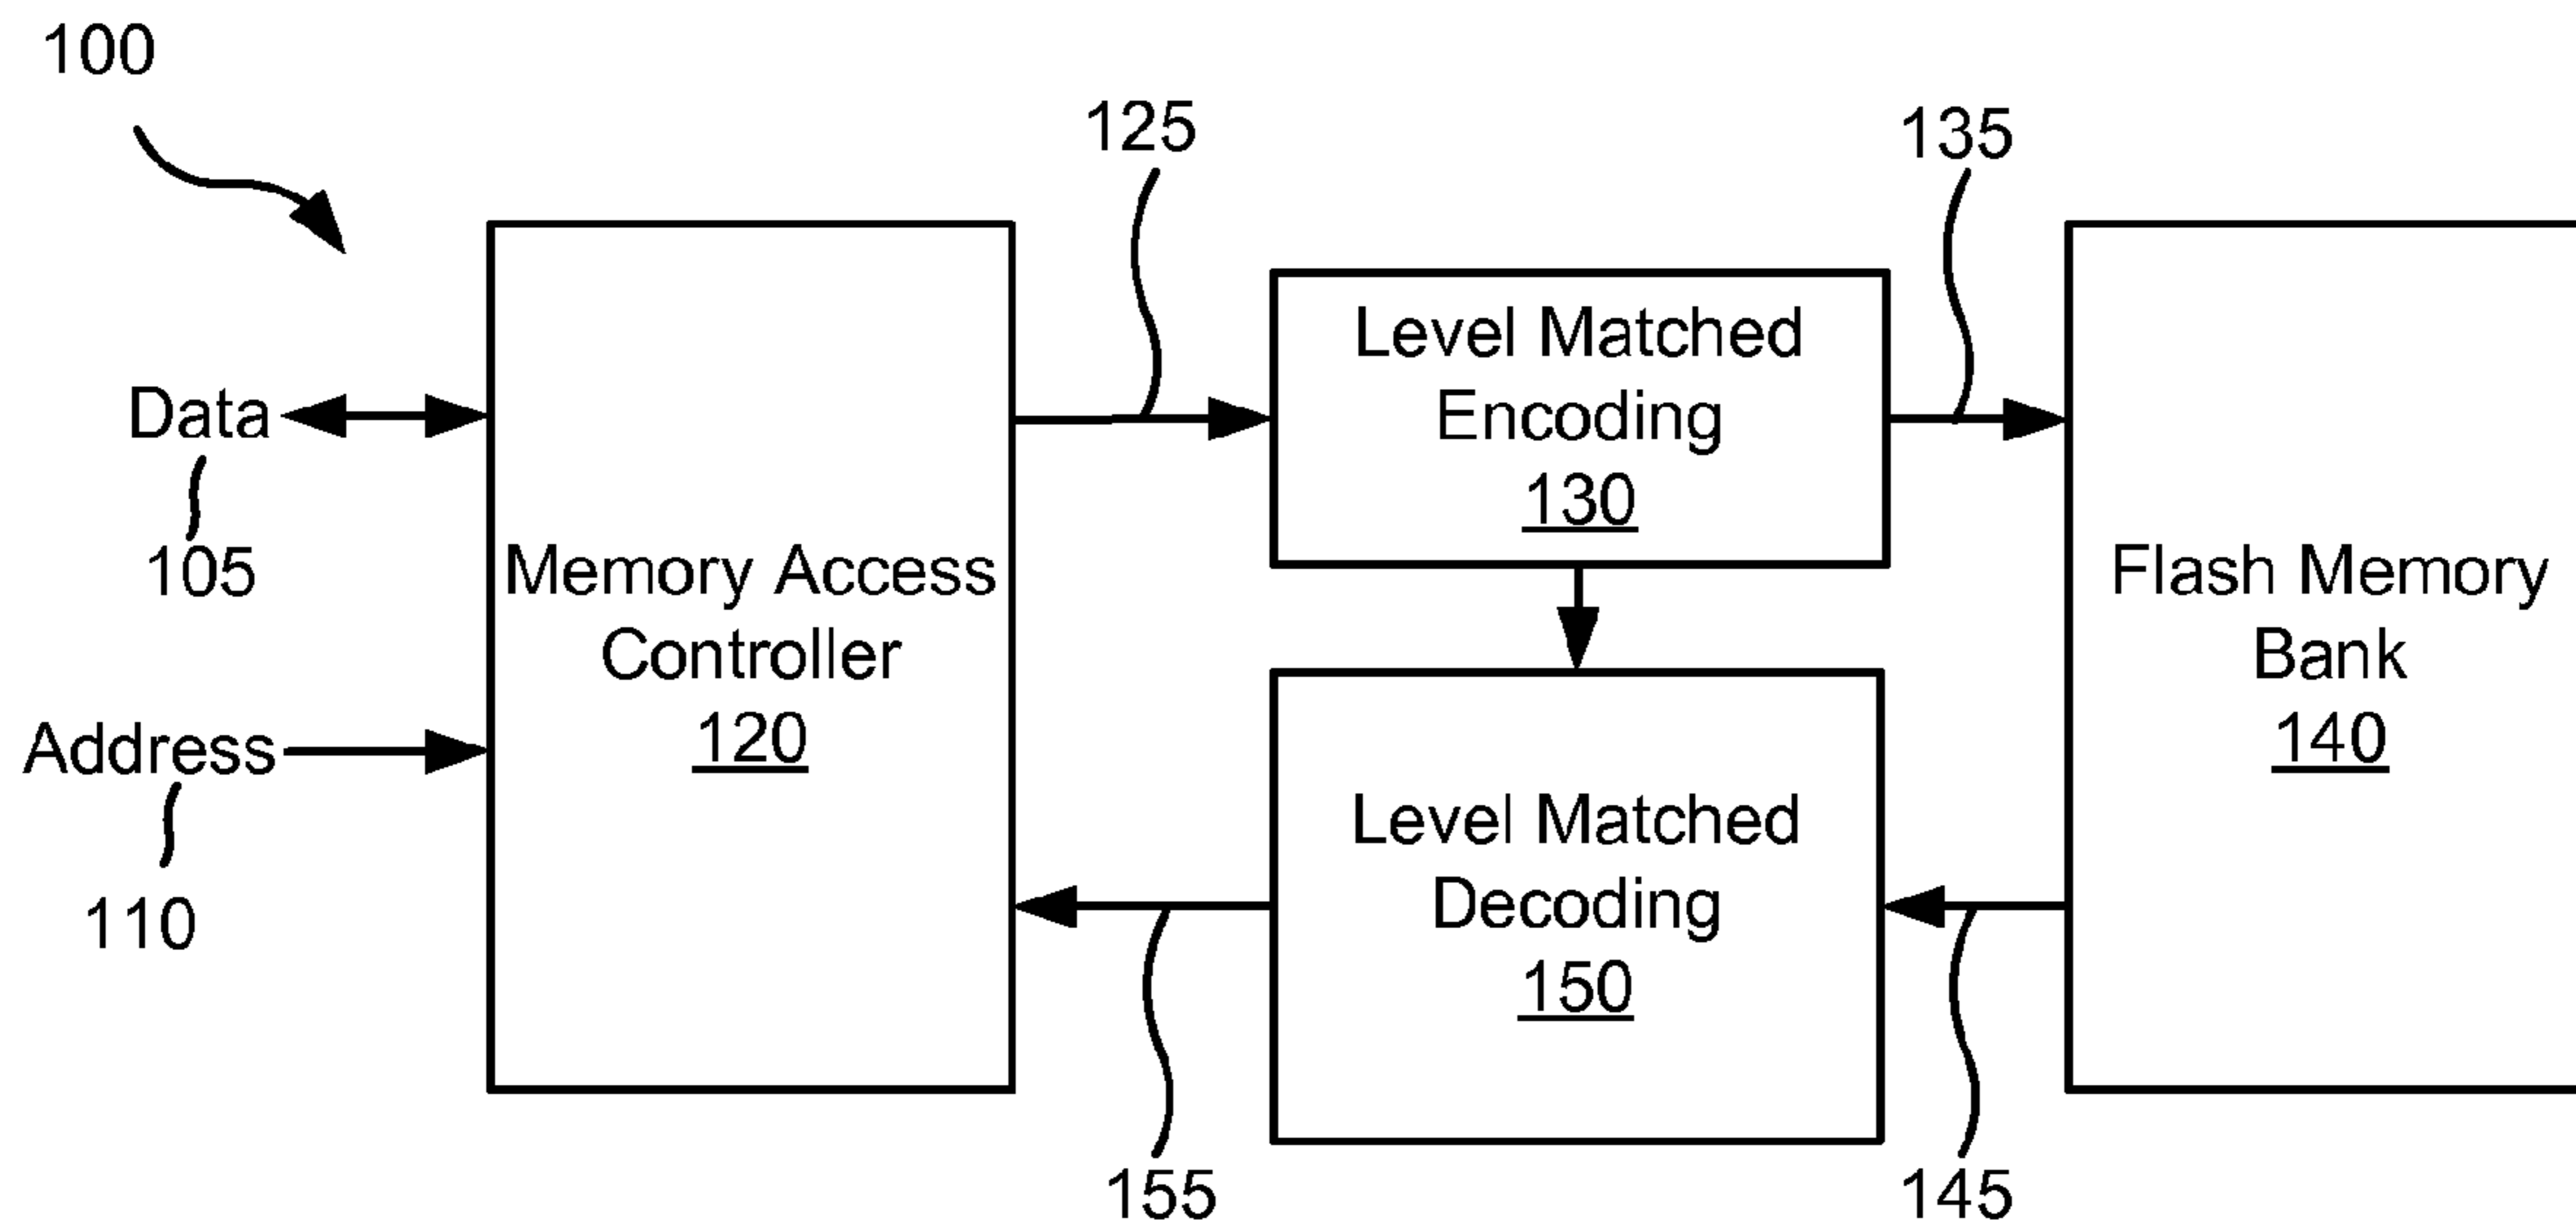 100
125
135
Level Matched
Encoding
130
Data
105
Memory Access
Controller
120
Flash Memory
Bank
140
Address
110
Level Matched
Decoding
150
155
145